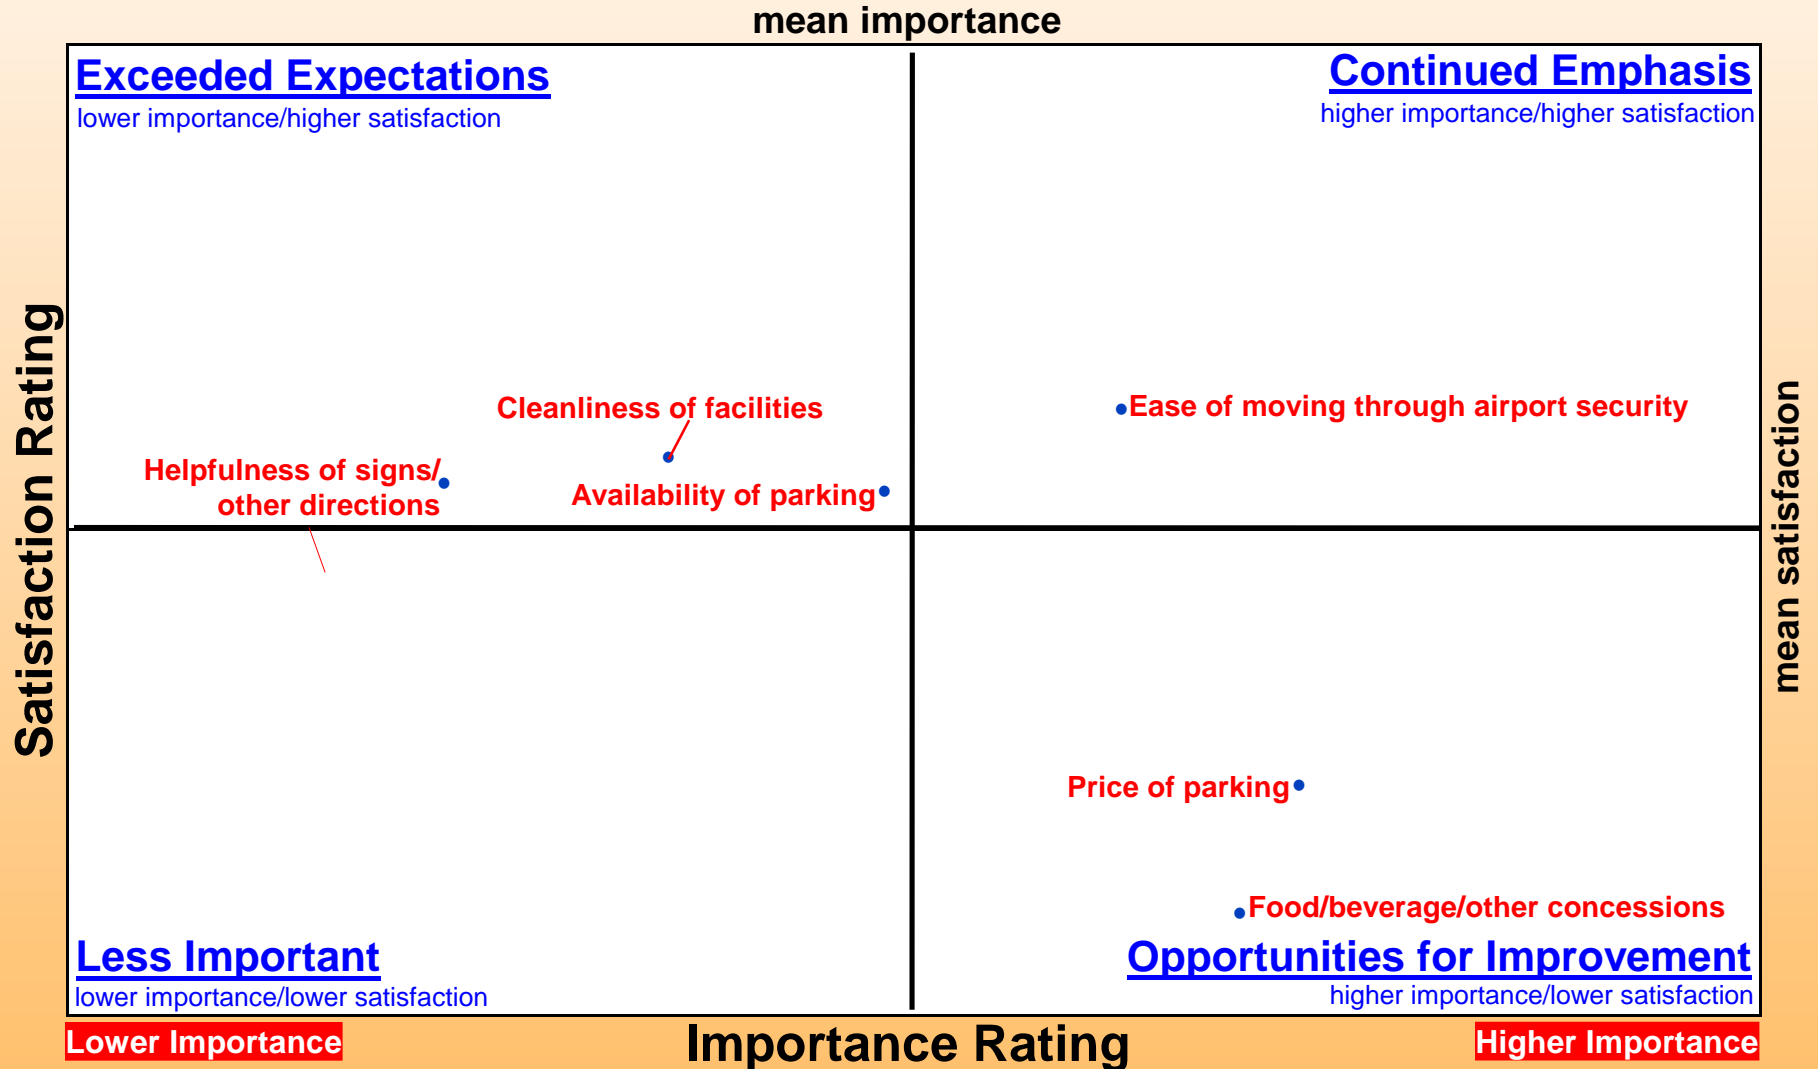 mean importance
Exceeded Expectations
lower importance/higher satisfaction
Continued Emphasis
higher importance/higher satisfaction
Satisfaction Rating
mean satisfaction
Cleanliness of facilities
Ease of moving through airport security
Helpfulness of signs/
other directions
Availability of parking
Price of parking
Food/beverage/other concessions
Less Important
lower importance/lower satisfaction
Opportunities for Improvement
higher importance/lower satisfaction
Lower Importance
Importance Rating
Higher Importance